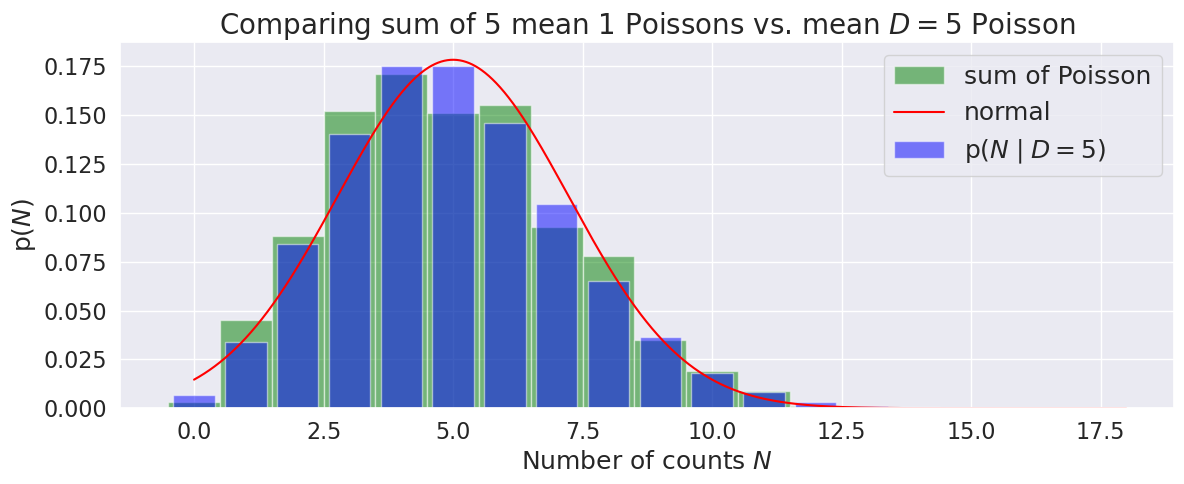 Comparing sum of 5 mean 1 Poissons vs. mean D = 5 Poisson
sum of Poisson
normal
p(N | D = 5)
p(N)
0.175
0.150
0.125
0.100
0.075
0.050
0.025
0.000
0.0 2.5 5.0 7.5 10.0 12.5 15.0 17.5
Number of counts N